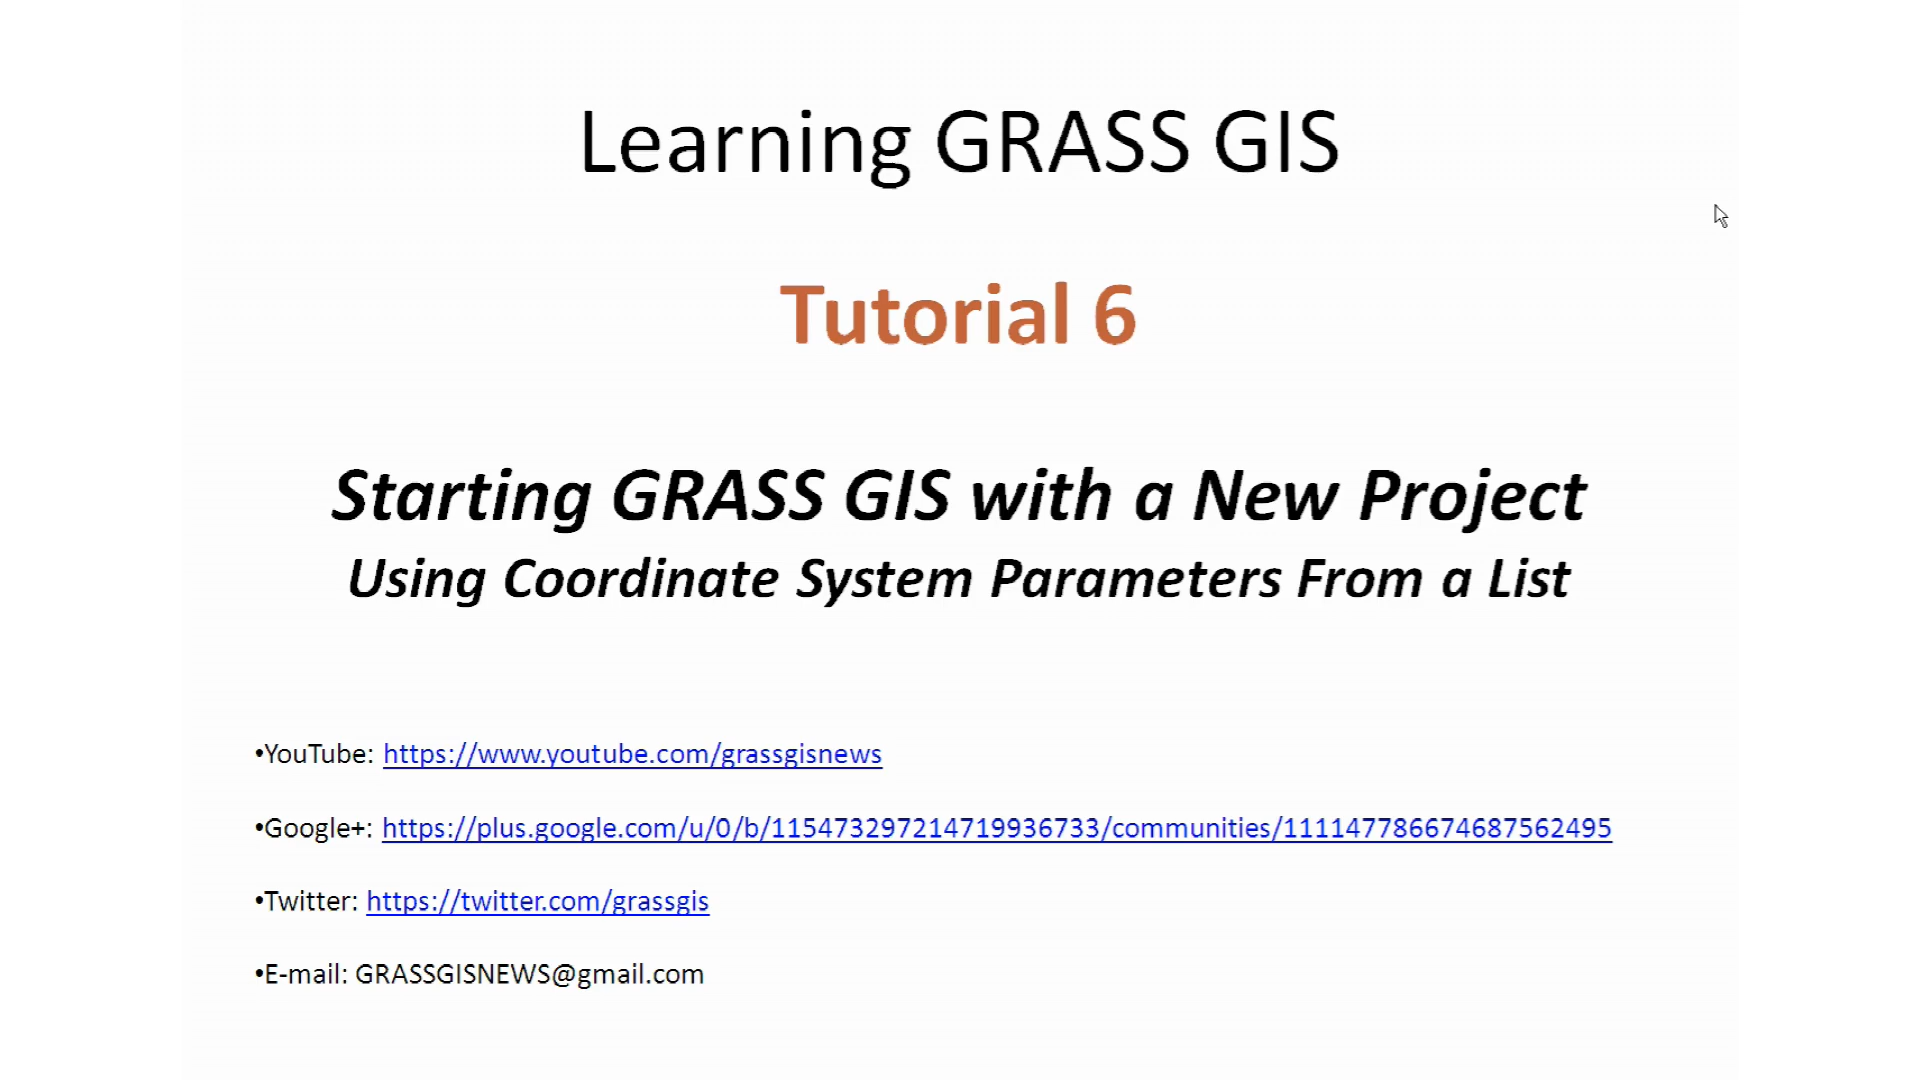 Learning GRASS GIS
Tutorial 6
Starting GRASS GIS with a New Project
Using Coordinate System Parameters From a List
•YouTube: https://www.youtube.com/grassgisnews
•Google+: https://plus.google.com/u/0/b/115473297214719936733/communities/111147786674687562495
•Twitter: https://twitter.com/grassgis
•E-mail: GRASSGISNEWS@gmail.com